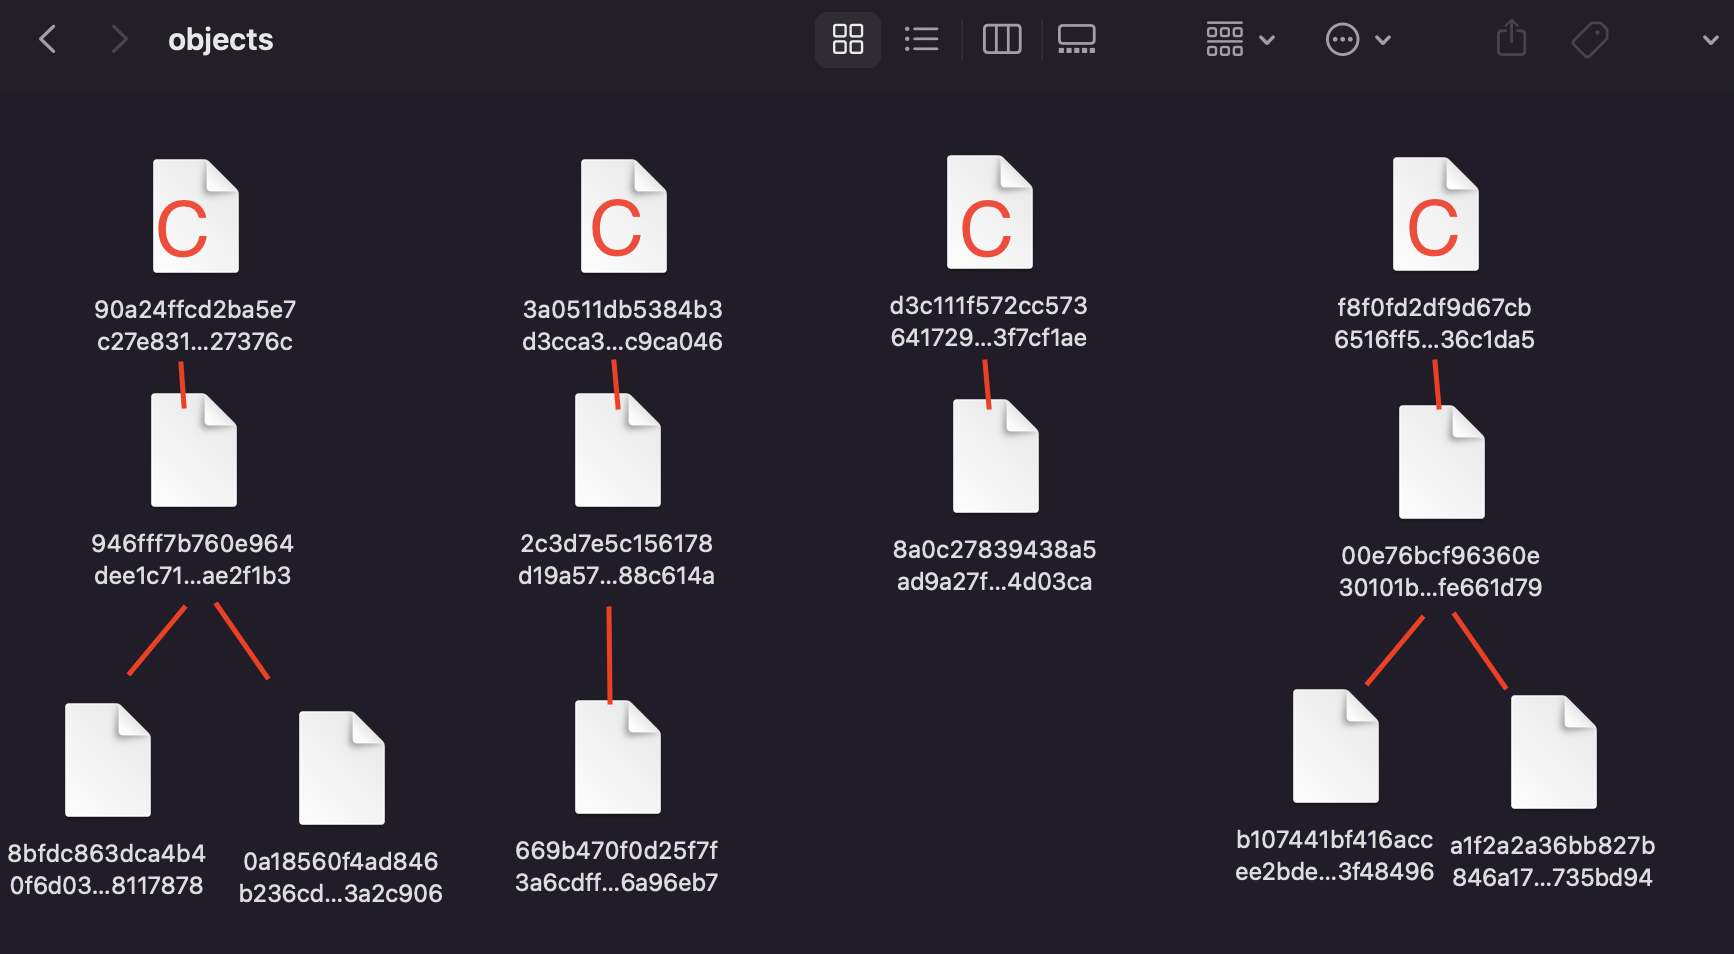 objects
C
C
C
C
90a24ffcd2ba5e7
c27e831...27376c
3a0511db5384b3
d3cca3...c9ca046
d3c111f572cc573
641729...3f7cf1ae
f8f0fd2df9d67cb
6516ff5...36c1da5
946fff7b760e964
dee1c71...ae2f1b3
2c3d7e5c156178
d19a57...88c614a
8a0c27839438a5
ad9a27f...4d03ca
00e76bcf96360e
30101b...fe661d79
8bfdc863dca4b4
0f6d03...8117878
0a18560f4ad846
b236cd...3a2c906
669b470f0d25f7f
3a6cdff...6a96eb7
b107441bf416acc
ee2bde...3f48496
a1f2a2a36bb827b
846a17...735bd94